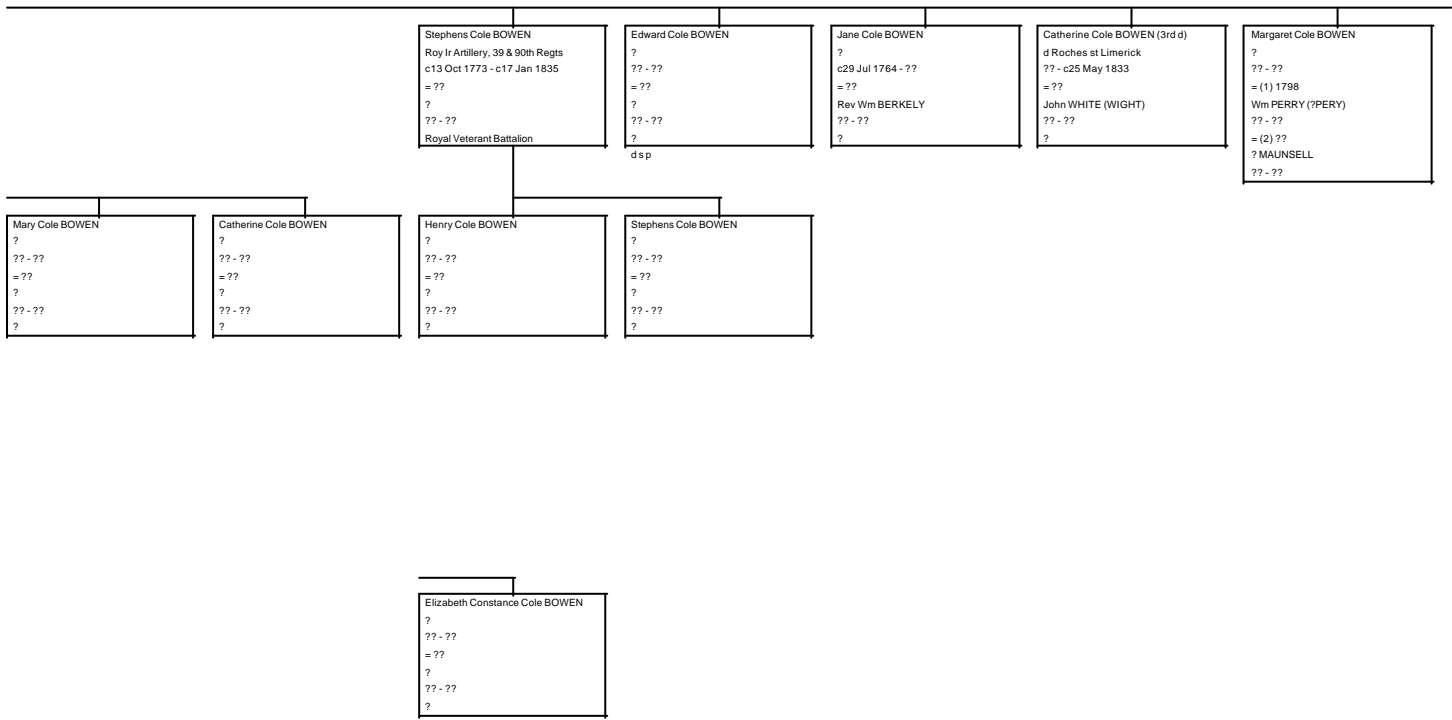 Stephens Cole BOWEN
Roy Ir Artillery, 39 & 90th Regts
c13 Oct 1773 - c17 Jan 1835
= ??
?
?? - ??
Royal Veterant Battalion
Edward Cole BOWEN
?
?? - ??
= ??
?
?? - ??
?
d s p
Jane Cole BOWEN
?
c29 Jul 1764 - ??
= ??
Rev Wm BERKELY
?? - ??
?
Catherine Cole BOWEN (3rd d)
d Roches st Limerick
?? - c25 May 1833
= ??
John WHITE (WIGHT)
?? - ??
?
Margaret Cole BOWEN
?
?? - ??
= (1) 1798
Wm PERRY (?PERY)
?? - ??
= (2) ??
? MAUNSELL
?? - ??
Mary Cole BOWEN
?
?? - ??
= ??
?
?? - ??
?
Catherine Cole BOWEN
?
?? - ??
= ??
?
?? - ??
?
Henry Cole BOWEN
?
?? - ??
= ??
?
?? - ??
?
Stephens Cole BOWEN
?
?? - ??
= ??
?
?? - ??
?
Elizabeth Constance Cole BOWEN
?
?? - ??
= ??
?
?? - ??
?